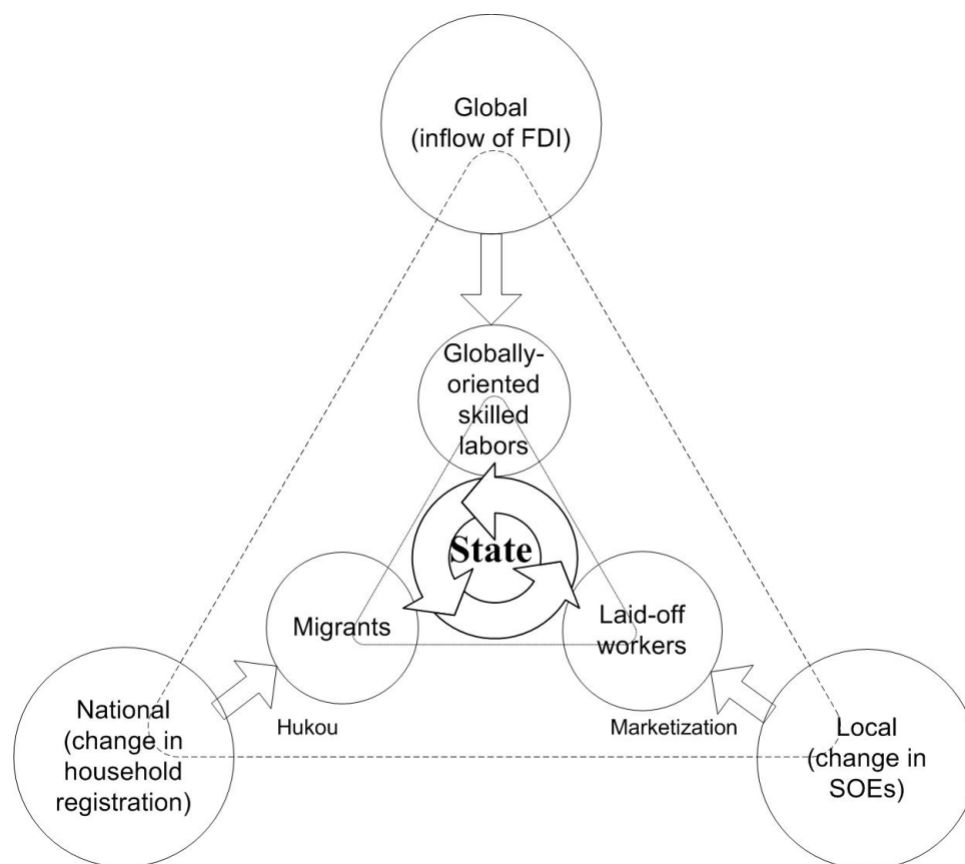 Global
(inflow of FDI)
Globally-
oriented
skilled
labors
State
Migrants
Laid-off
workers
National
(change in
household
registration)
Hukou
Marketization
Local
(change in
SOEs)